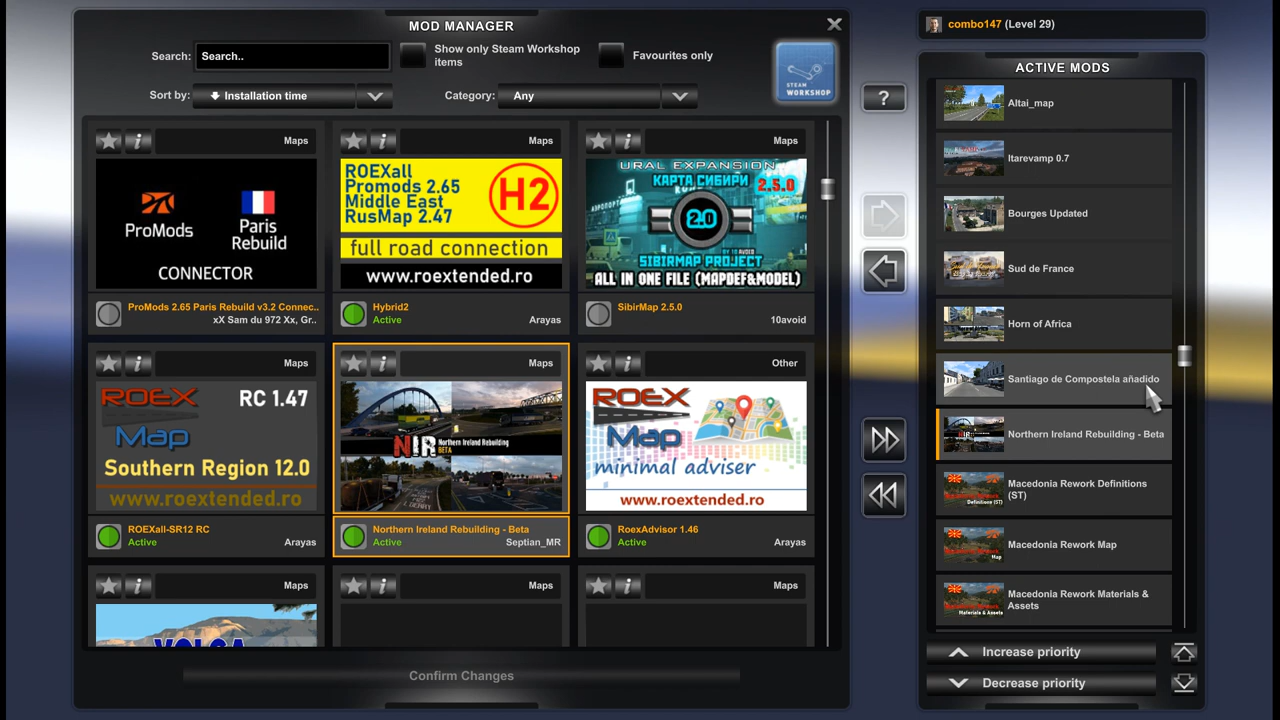 MOD MANAGER
Search:
Search..
Show only Steam Workshop
items
Favourites only
STEAM
WORKSHOP
Sort by:
Installation time
Category:
Any
Maps
ProMods
Paris
Rebuild
CONNECTOR
ProMods 2.65 Paris Rebuild v3.2 Connec..
xX Sam du 972 Xx, Gr..
Maps
ROEXall
Promods 2.65
Middle East
RusMap 2.47
H2
full road connection
www.roextended.ro
Hybrid2
Active
Arayas
Maps
URAL EXPANSION
КАРТА СИБИРИ
2.5.0
2.0
SIBIRMAP PROJECT
ALL IN ONE FILE (MAPDEF&MODEL)
SibirMap 2.5.0
10avoid
Maps
ROEX
Map
RC 1.47
Southern Region 12.0
www.roextended.ro
ROEXall-SR12 RC
Active
Arayas
Maps
NIR
BETA
Northern Ireland Rebuilding
Northern Ireland Rebuilding - Beta
Active
Septian_MR
Other
ROEX
Map
minimal adviser
www.roextended.ro
RoexAdvisor 1.46
Active
Arayas
Maps
VOLGA
Maps
Maps
Confirm Changes
?
combo147 (Level 29)
ACTIVE MODS
Altai_map
Itarevamp 0.7
Bourges Updated
Sud de France
Horn of Africa
Santiago de Compostela añadido
Northern Ireland Rebuilding - Beta
Macedonia Rework Definitions
(ST)
Macedonia Rework Map
Macedonia Rework Materials &
Assets
Increase priority
Decrease priority